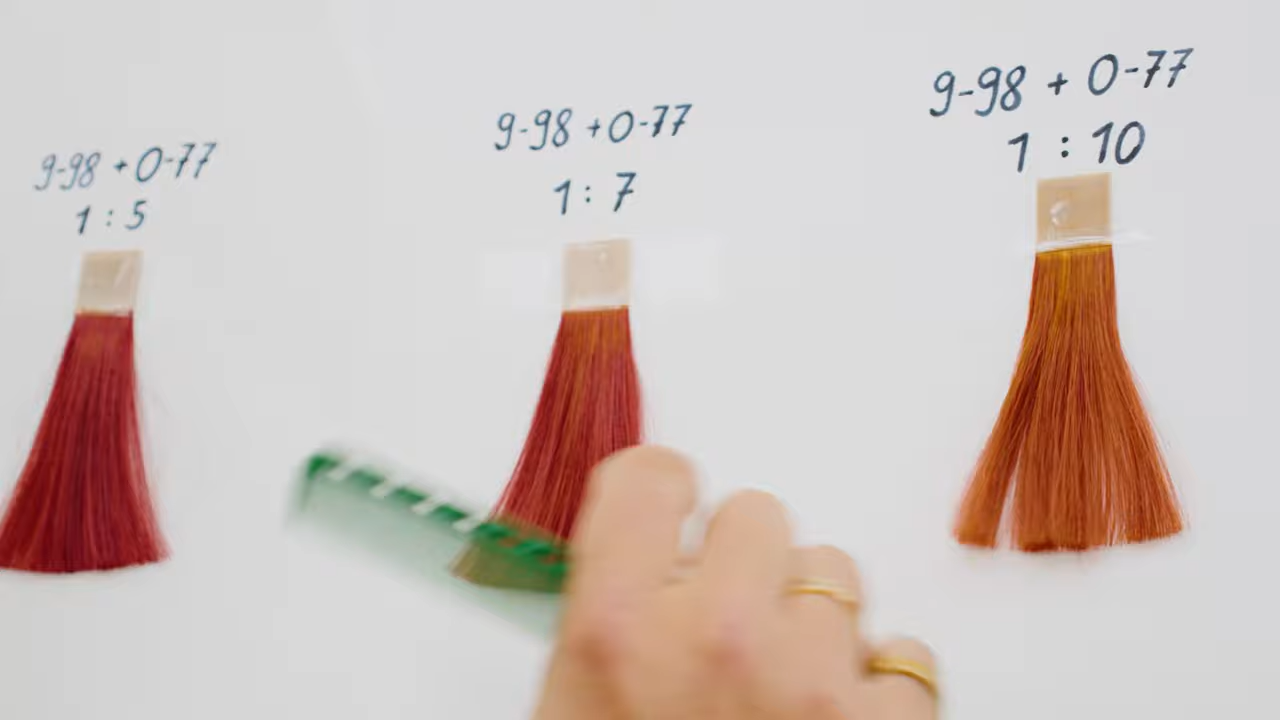 9-98 + 0-77
1 : 5
9-98 + 0-77
1 : 7
9-98 + 0-77
1 : 10